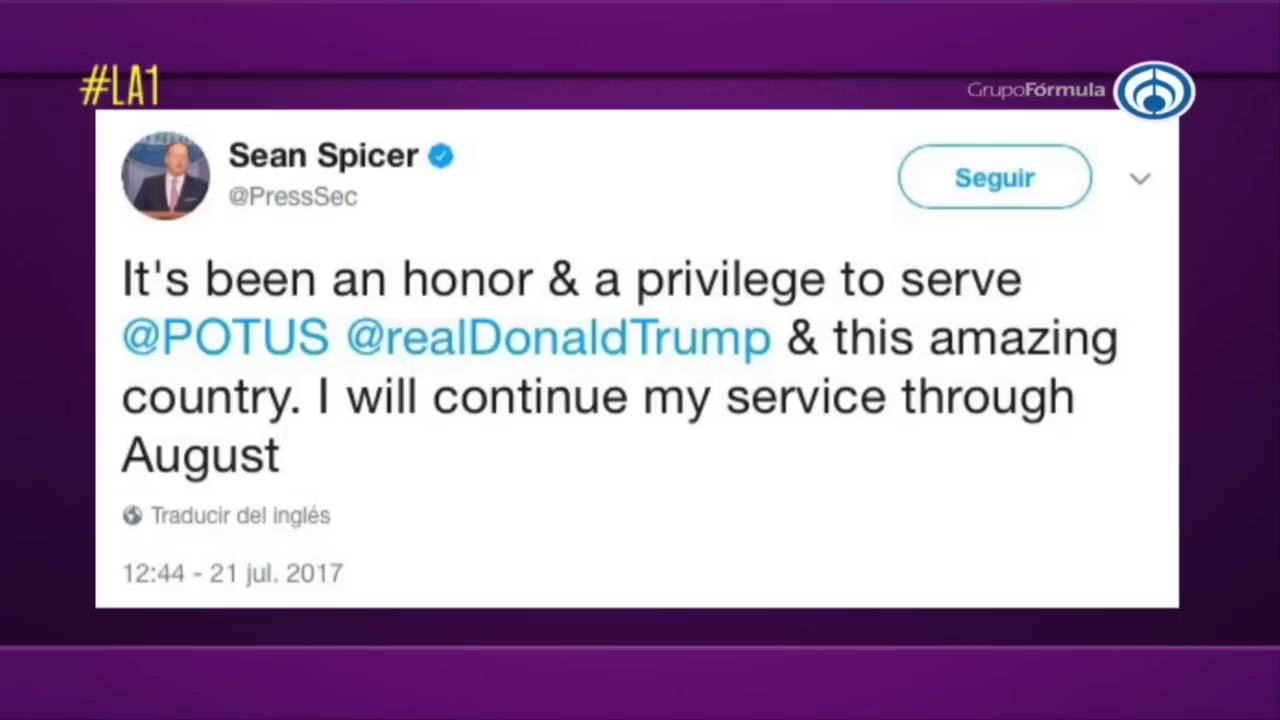 #LA1
GrupoFórmula
Sean Spicer
@PressSec
Seguir
It's been an honor & a privilege to serve
@POTUS @realDonaldTrump & this amazing
country. I will continue my service through
August
Traducir del inglés
12:44 - 21 jul. 2017